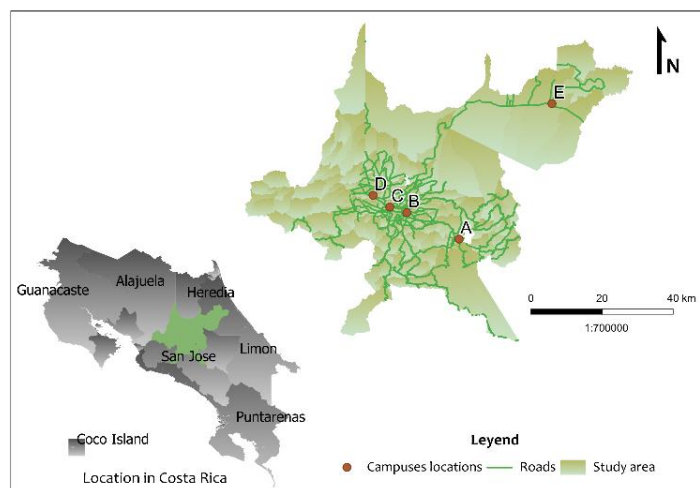 N
E
D
C
B
A
0 20 40 km
1:700000
Alajuela
Guanacaste
Heredia
San Jose
Limon
Puntarenas
Coco Island
Location in Costa Rica
Leyend
Campuses locations Roads Study area